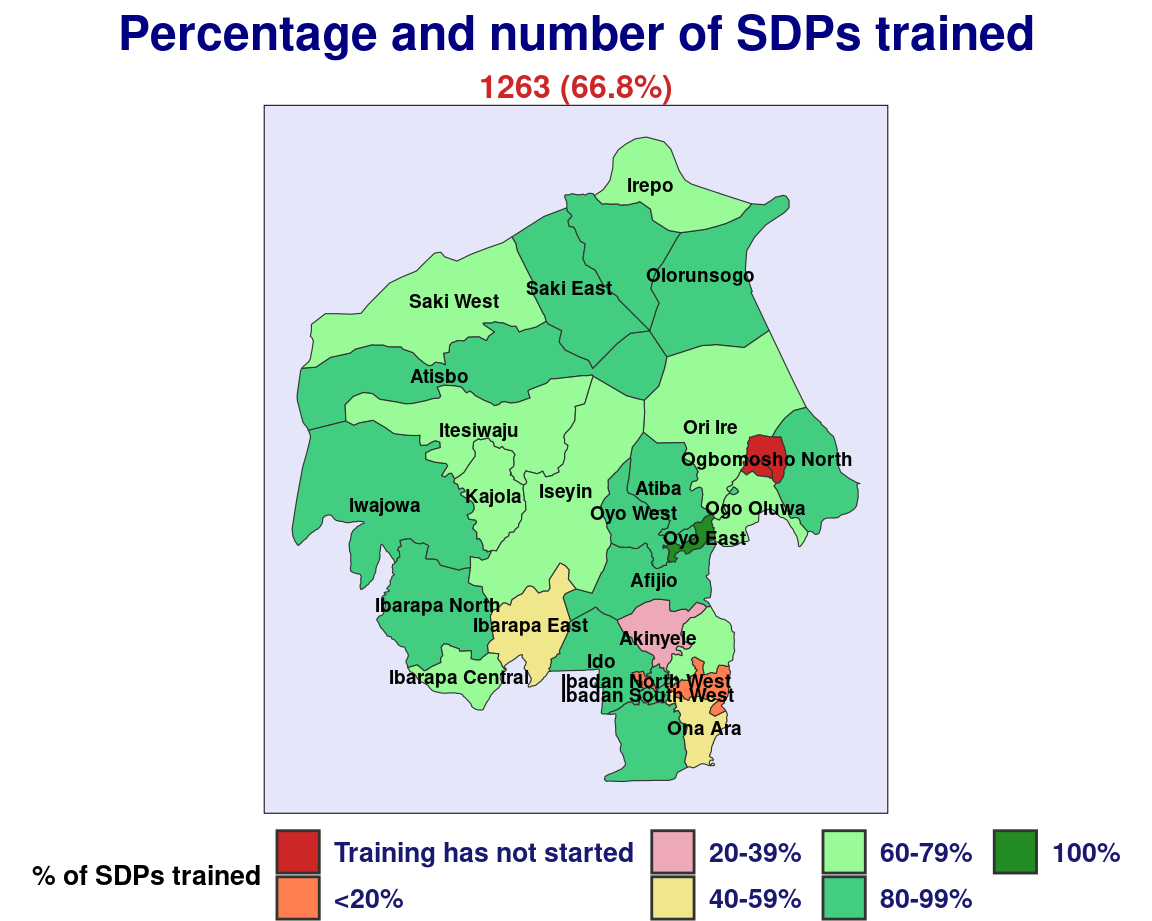 Percentage and number of SDPs trained
1263 (66.8%)
Irepo
Olorunsogo
Saki East
Saki West
Atisbo
Itesiwaju
Ori Ire
Ogbomosho North
Atiba
Kajola
Iseyin
Iwajowa
Ogo Oluwa
Oyo West
Oyo East
Afijio
Ibarapa North
Ibarapa East
Akinyele
Ido
Ibarapa Central
Ibadan North West
Ibadan South West
Ona Ara
% of SDPs trained
Training has not started
<20%
20-39%
40-59%
60-79%
80-99%
100%